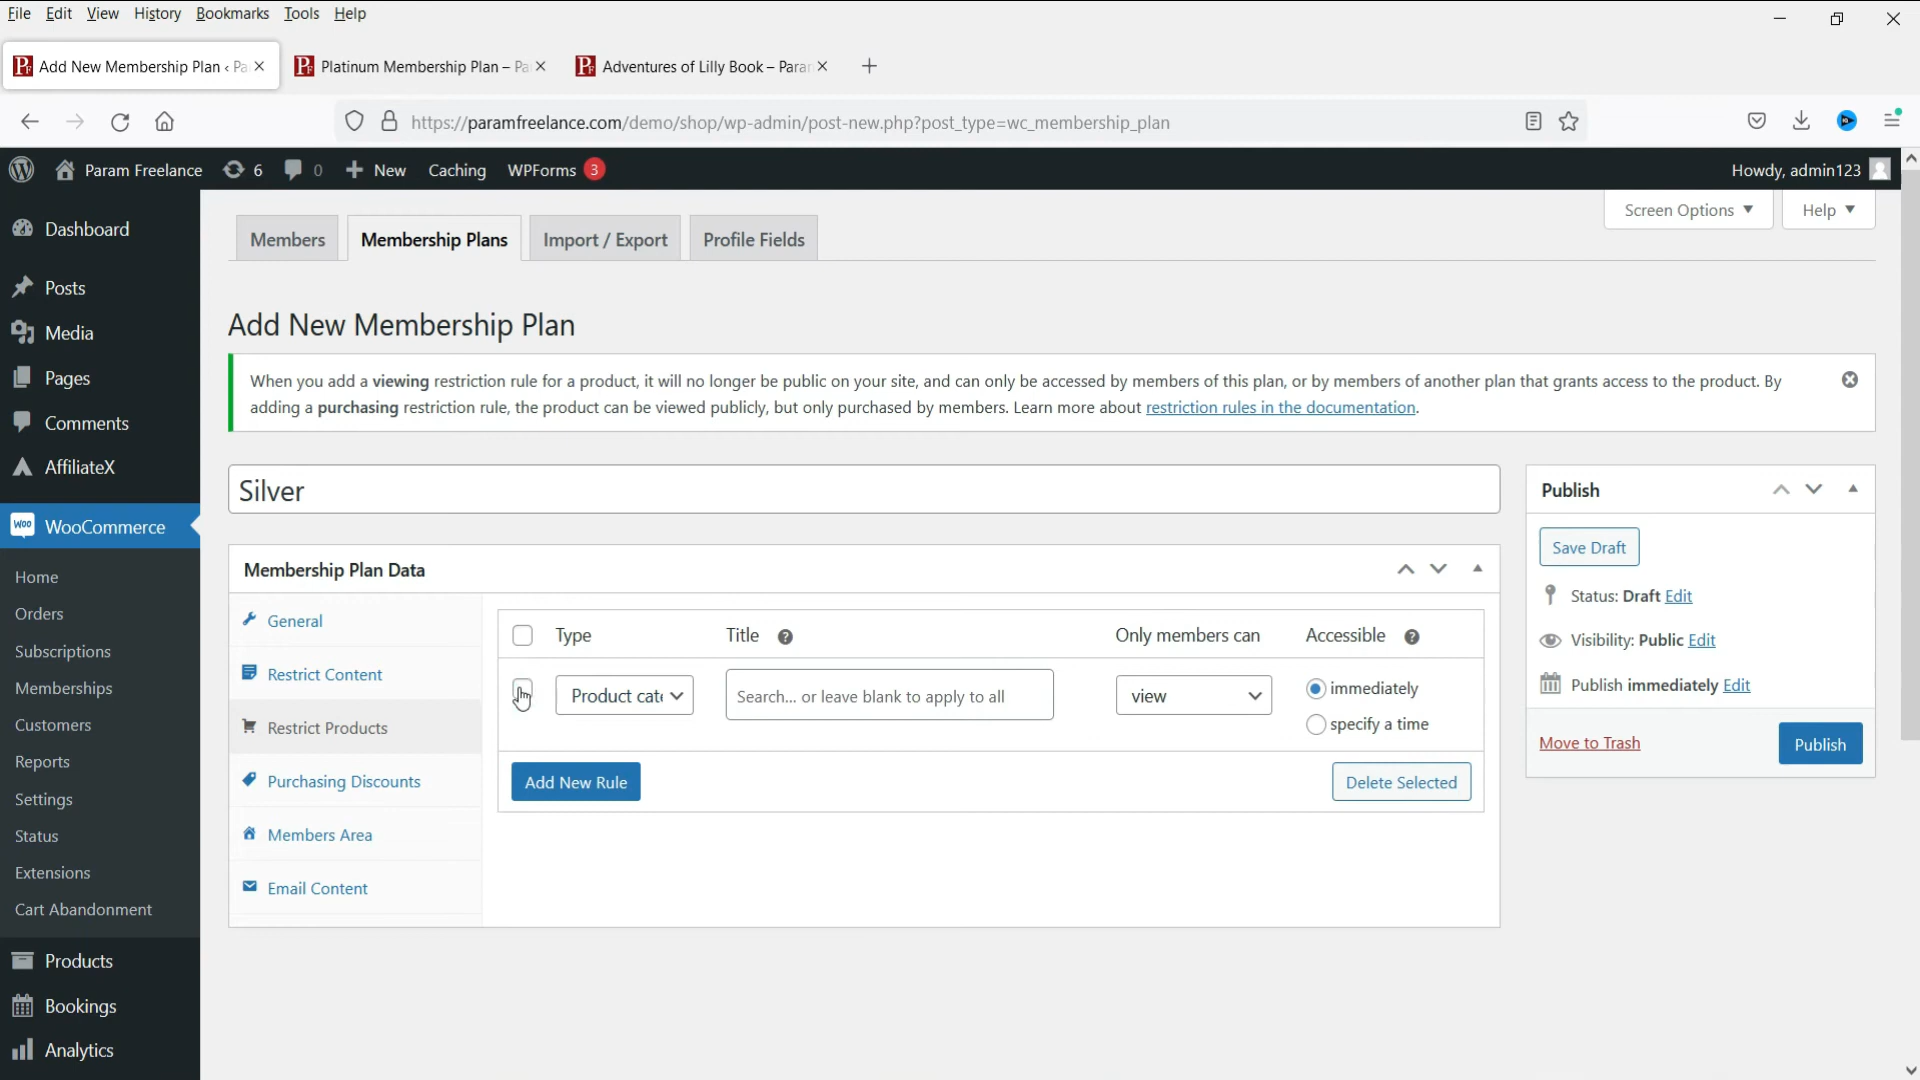 File Edit View History Bookmarks Tools Help
Add New Membership Plan ‹ Pa
Platinum Membership Plan – Pa
Adventures of Lilly Book – Para
https://paramfreelance.com/demo/shop/wp-admin/post-new.php?post_type=wc_membership_plan
Param Freelance 6 0 New Caching WPForms 3 Howdy, admin123
Screen Options Help
Members Membership Plans Import / Export Profile Fields
Dashboard
Posts
Media
Pages
Comments
AffiliateX
WOO WooCommerce
Home
Orders
Subscriptions
Memberships
Customers
Reports
Settings
Status
Extensions
Cart Abandonment
Products
Bookings
Analytics
Add New Membership Plan
When you add a viewing restriction rule for a product, it will no longer be public on your site, and can only be accessed by members of this plan, or by members of another plan that grants access to the product. By
adding a purchasing restriction rule, the product can be viewed publicly, but only purchased by members. Learn more about restriction rules in the documentation.
Silver
Membership Plan Data
General
Restrict Content
Restrict Products
Purchasing Discounts
Members Area
Email Content
Type Title ? Only members can Accessible ?
Product cat Search... or leave blank to apply to all view immediately
specify a time
Add New Rule Delete Selected
Publish
Save Draft
Status: Draft Edit
Visibility: Public Edit
Publish immediately Edit
Move to Trash Publish